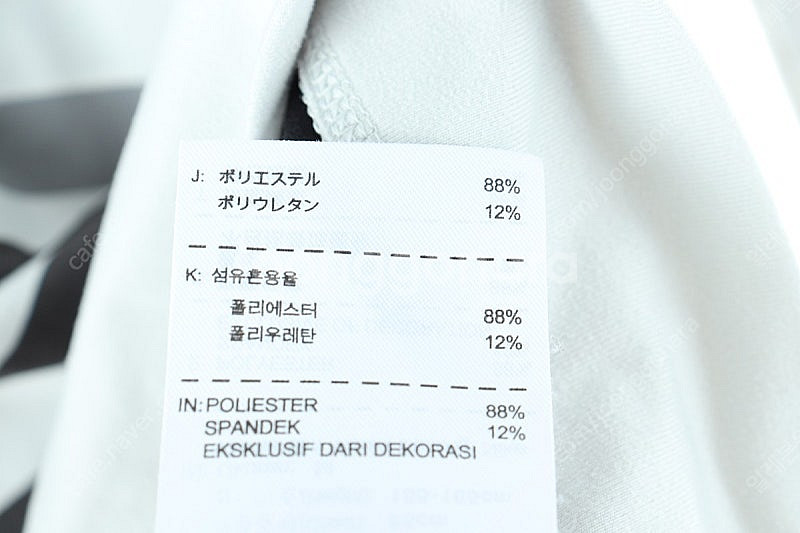 J: ポリエステル 88%
ポリウレタン 12%
K: 섬유혼용율
폴리에스터 88%
폴리우레탄 12%
IN: POLIESTER 88%
SPANDEK 12%
EKSKLUSIF DARI DEKORASI